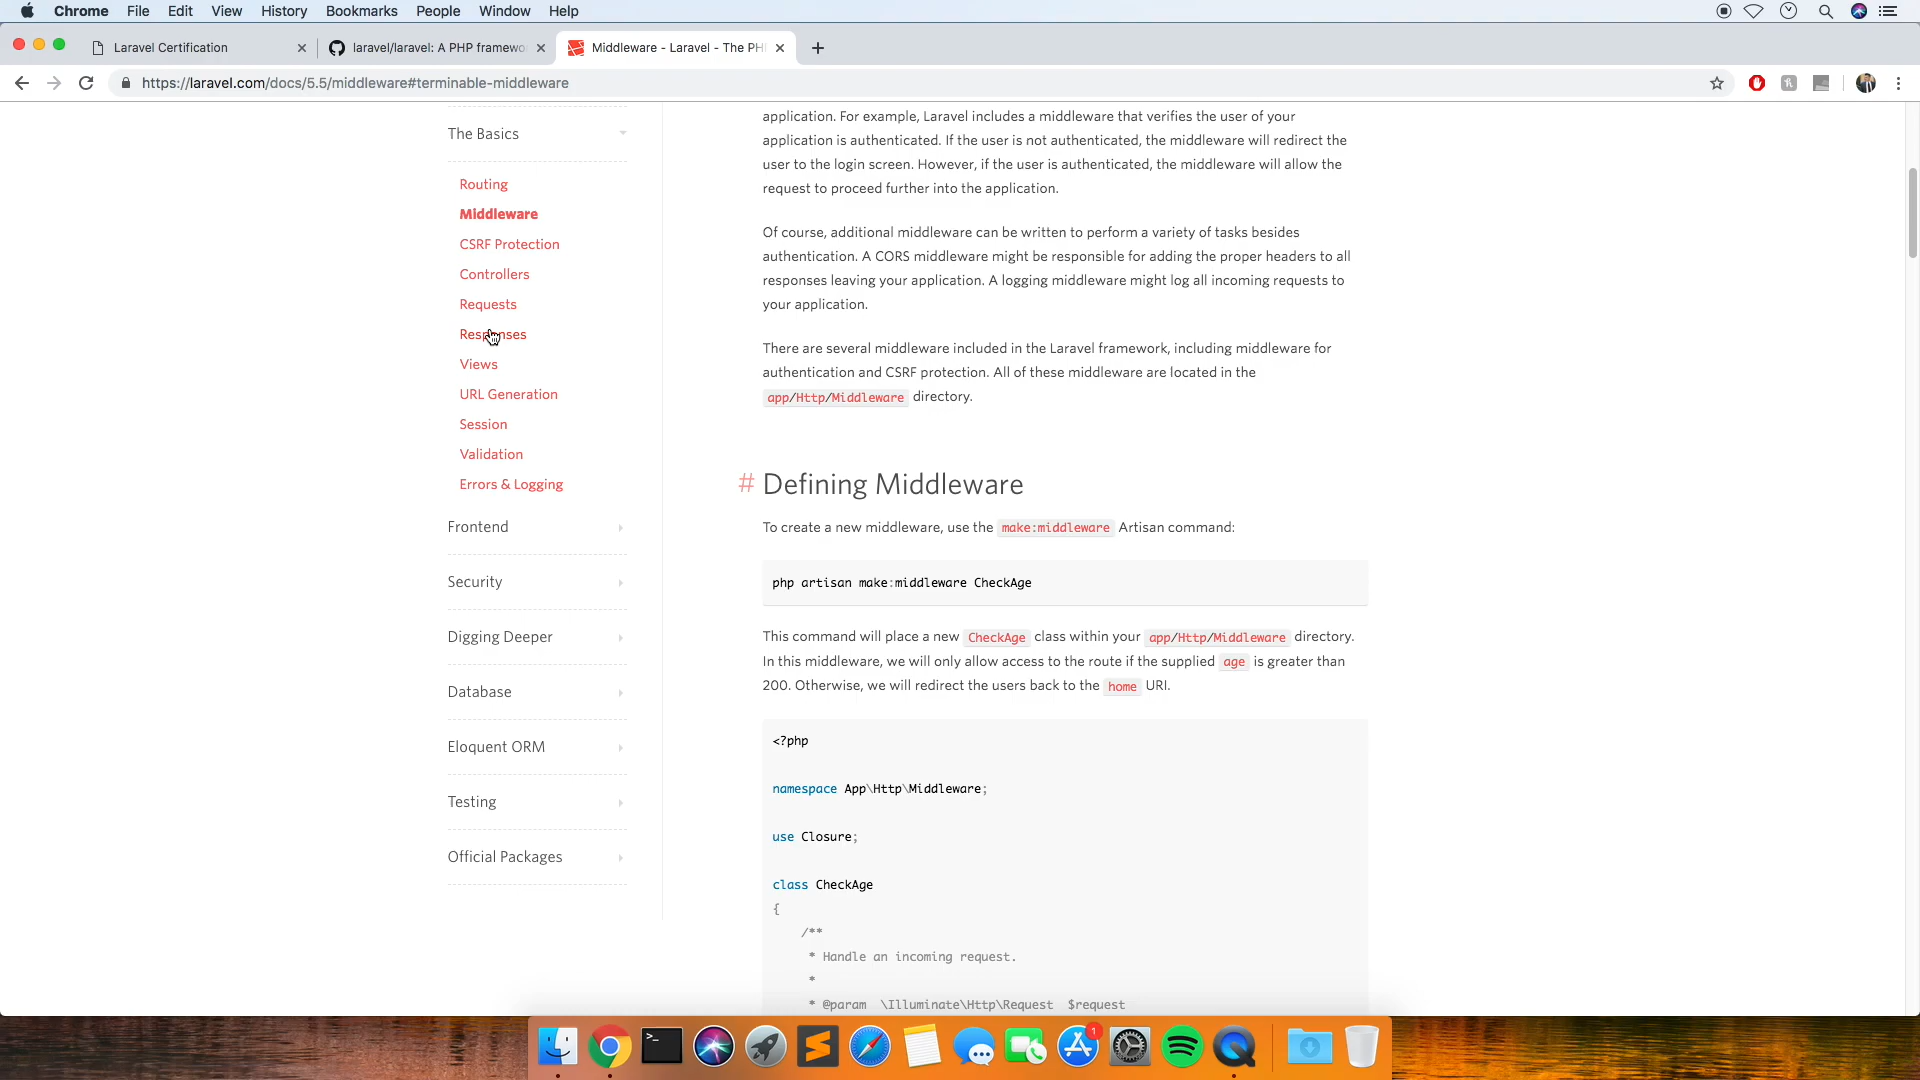 Chrome File Edit View History Bookmarks People Window Help
Laravel Certification
laravel/laravel: A PHP framewo
Middleware - Laravel - The PH
https://laravel.com/docs/5.5/middleware#terminable-middleware
The Basics
Routing
Middleware
CSRF Protection
Controllers
Requests
Responses
Views
URL Generation
Session
Validation
Errors & Logging
Frontend
Security
Digging Deeper
Database
Eloquent ORM
Testing
Official Packages
application. For example, Laravel includes a middleware that verifies the user of your
application is authenticated. If the user is not authenticated, the middleware will redirect the
user to the login screen. However, if the user is authenticated, the middleware will allow the
request to proceed further into the application.
Of course, additional middleware can be written to perform a variety of tasks besides
authentication. A CORS middleware might be responsible for adding the proper headers to all
responses leaving your application. A logging middleware might log all incoming requests to
your application.
There are several middleware included in the Laravel framework, including middleware for
authentication and CSRF protection. All of these middleware are located in the
app/Http/Middleware directory.
# Defining Middleware
To create a new middleware, use the make:middleware Artisan command:
php artisan make:middleware CheckAge
This command will place a new CheckAge class within your app/Http/Middleware directory.
In this middleware, we will only allow access to the route if the supplied age is greater than
200. Otherwise, we will redirect the users back to the home URI.
<?php
namespace App\Http\Middleware;
use Closure;
class CheckAge
{
/**
* Handle an incoming request.
*
* @param \Illuminate\Http\Request $request
1